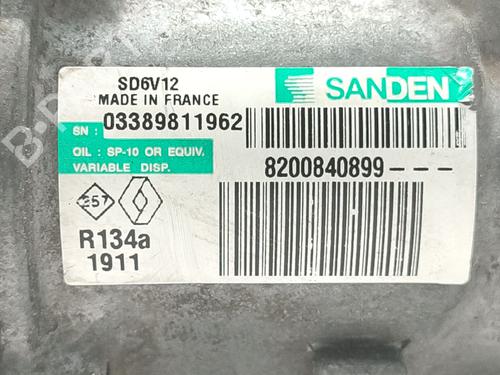 SD6V12
MADE IN FRANCE
SANDEN
SN : 03389811962
OIL : SP-10 OR EQUIV.
VARIABLE DISP.
8200840899---
257
R134a
1911